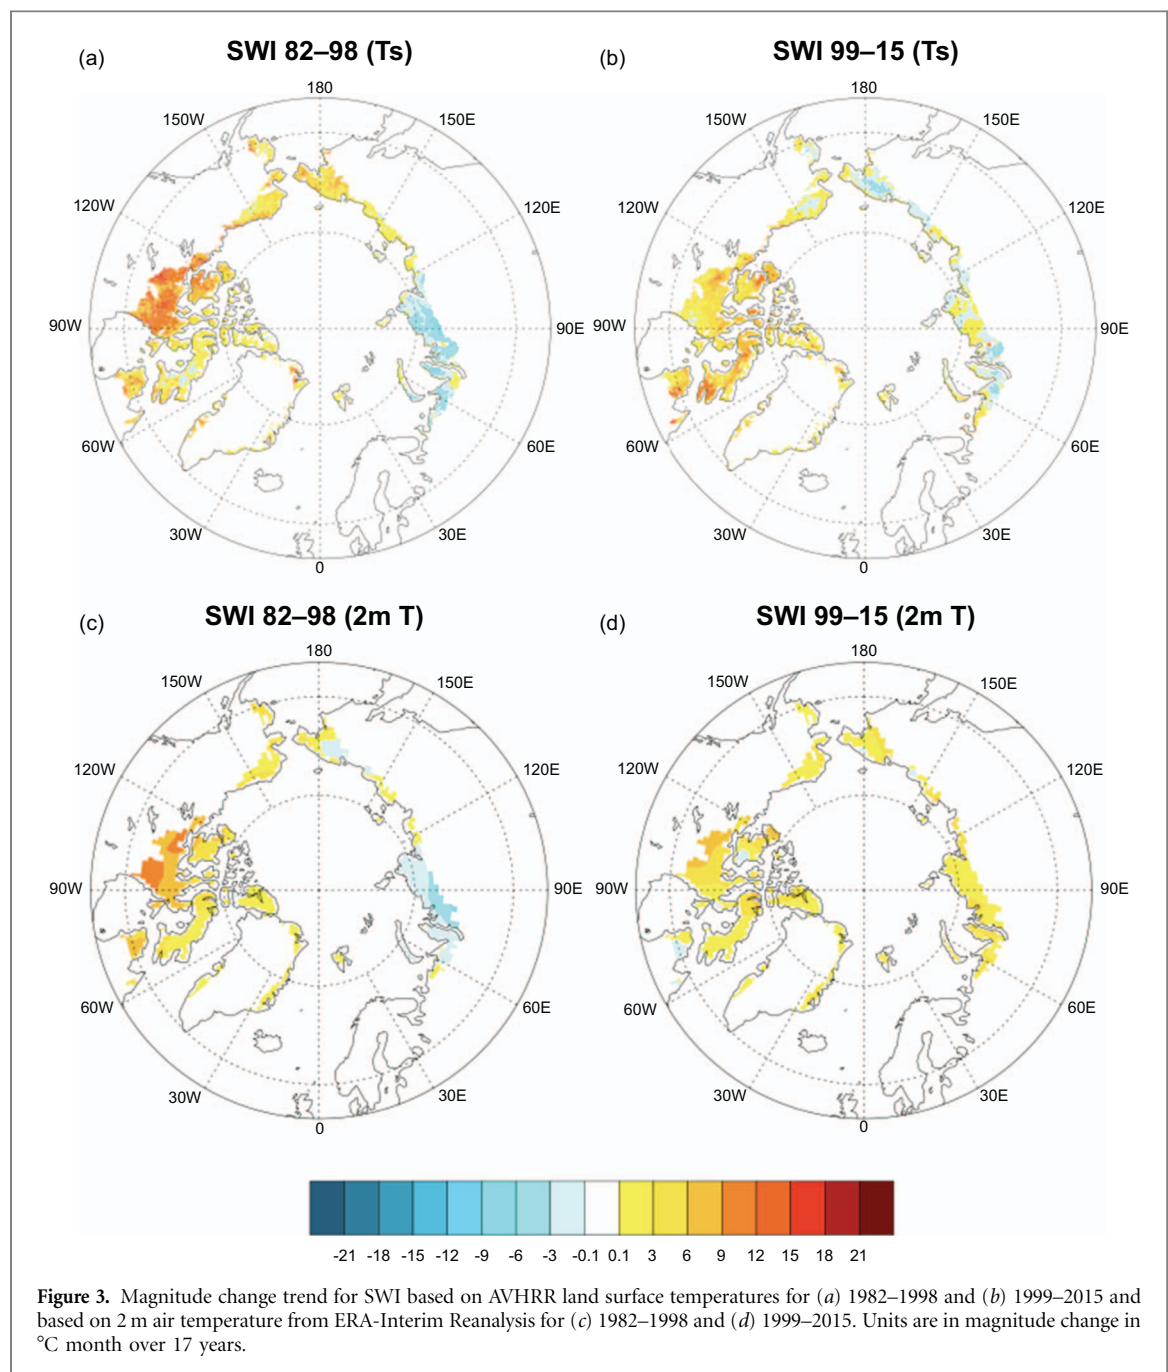 (a)
SWI 82–98 (Ts)
(b)
SWI 99–15 (Ts)
180
150W
150E
120W
120E
90W
90E
60W
60E
30W
30E
0
180
150W
150E
120W
120E
90W
90E
60W
60E
30W
30E
0
(c)
SWI 82–98 (2m T)
(d)
SWI 99–15 (2m T)
180
150W
150E
120W
120E
90W
90E
60W
60E
30W
30E
0
180
150W
150E
120W
120E
90W
90E
60W
60E
30W
30E
0
-21 -18 -15 -12 -9 -6 -3 -0.1 0.1 3 6 9 12 15 18 21
Figure 3. Magnitude change trend for SWI based on AVHRR land surface temperatures for (a) 1982–1998 and (b) 1999–2015 and
based on 2 m air temperature from ERA-Interim Reanalysis for (c) 1982–1998 and (d) 1999–2015. Units are in magnitude change in
°C month over 17 years.